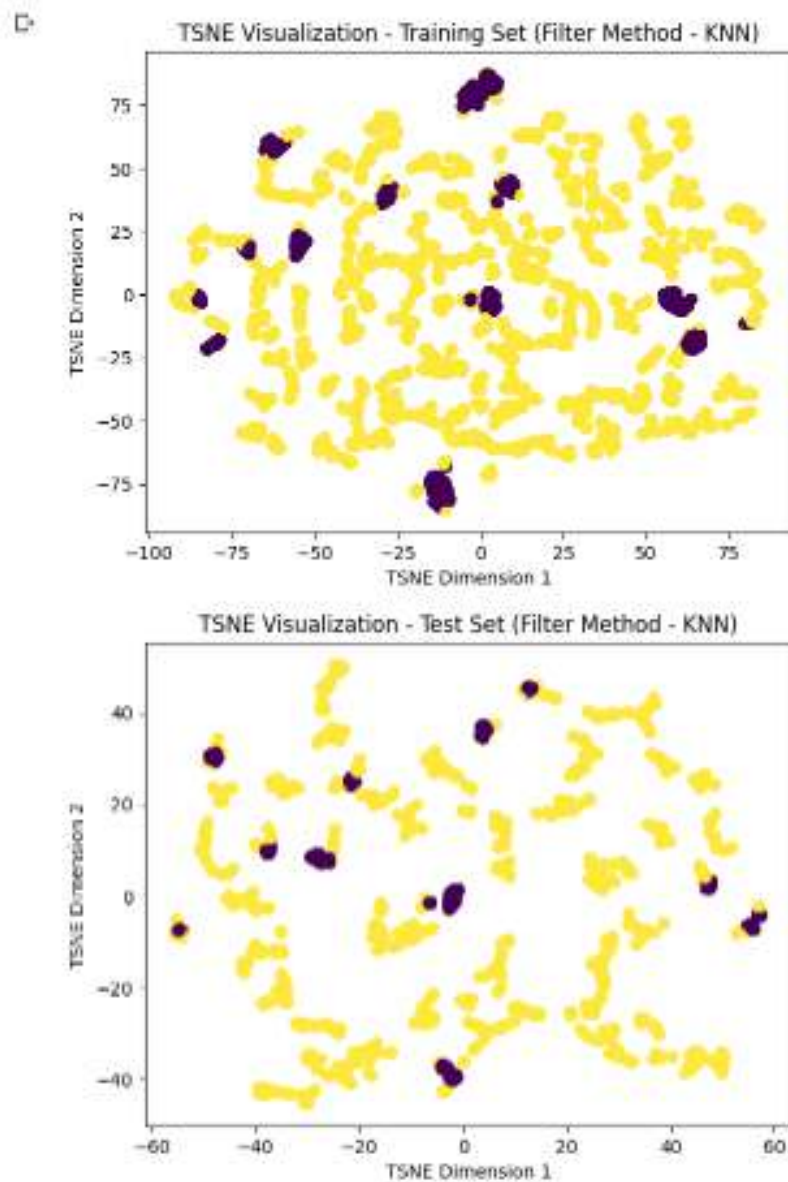 TSNE Visualization - Training Set (Filter Method - KNN)
75
50
25
0
−25
−50
−75
TSNE Dimension 2
−100 −75 −50 −25 0 25 50 75
TSNE Dimension 1
TSNE Visualization - Test Set (Filter Method - KNN)
40
20
0
−20
−40
TSNE Dimension 2
−60 −40 −20 0 20 40 60
TSNE Dimension 1